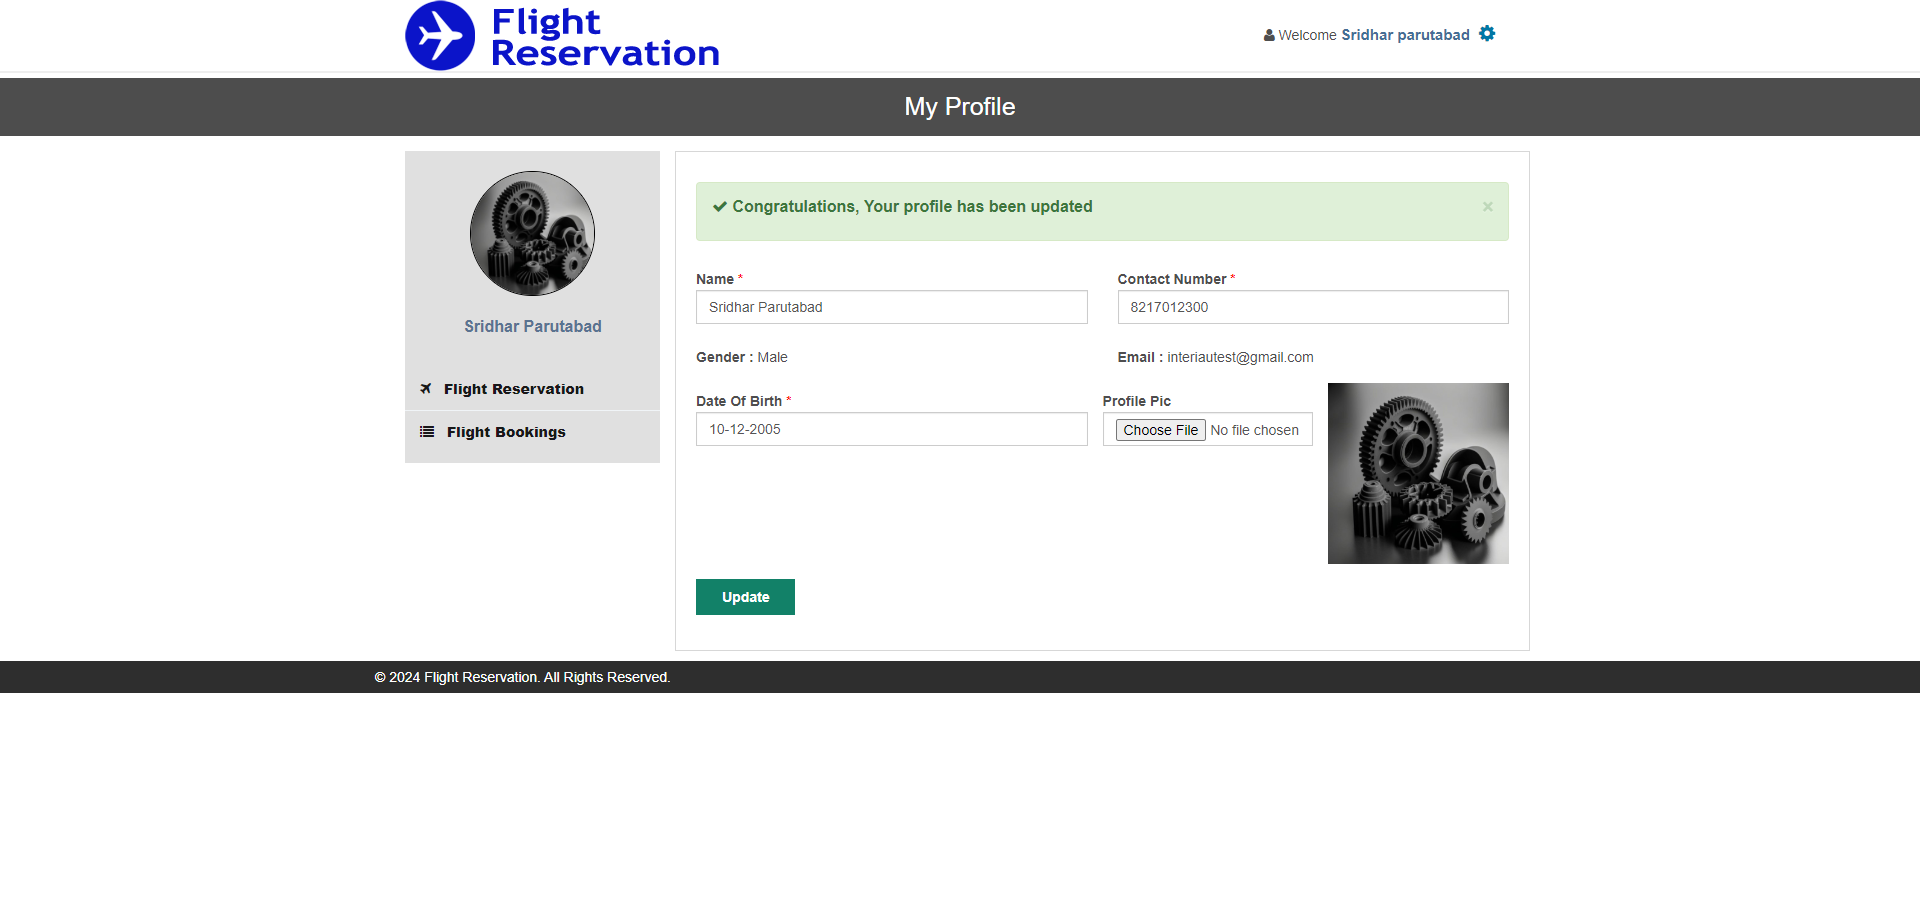 Flight
Reservation
Welcome Sridhar parutabad
My Profile
Sridhar Parutabad
Flight Reservation
Flight Bookings
Congratulations, Your profile has been updated ×
Name * Contact Number *
Sridhar Parutabad 8217012300
Gender : Male Email : interiautest@gmail.com
Date Of Birth * Profile Pic
10-12-2005 Choose File No file chosen
Update
© 2024 Flight Reservation. All Rights Reserved.